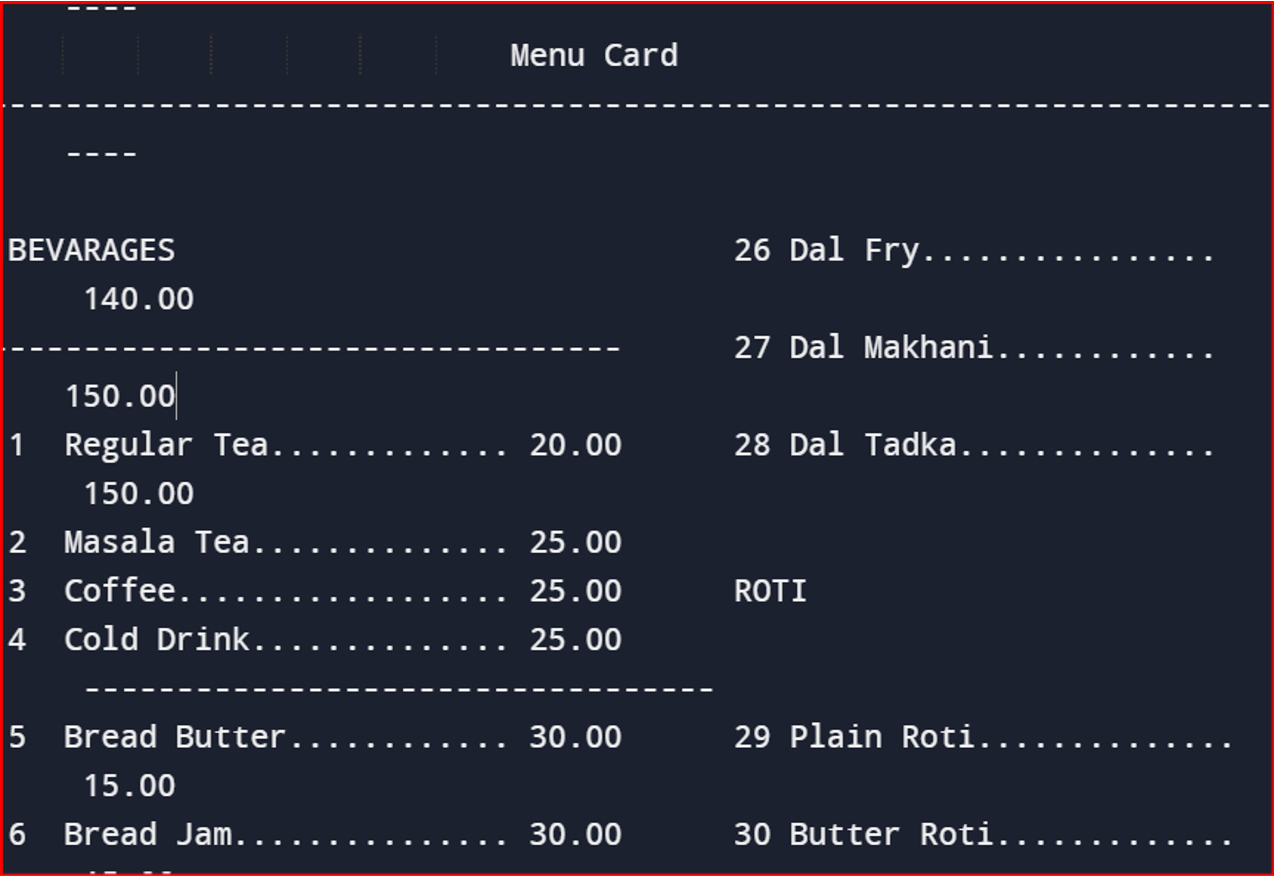 ----
Menu Card
--------------------------------------------------------------------
----
BEVARAGES 26 Dal Fry................
140.00
---------------------------------- 27 Dal Makhani............
150.00
1 Regular Tea............. 20.00 28 Dal Tadka..............
150.00
2 Masala Tea.............. 25.00
3 Coffee.................. 25.00 ROTI
4 Cold Drink.............. 25.00
----------------------------------
5 Bread Butter............ 30.00 29 Plain Roti..............
15.00
6 Bread Jam............... 30.00 30 Butter Roti.............